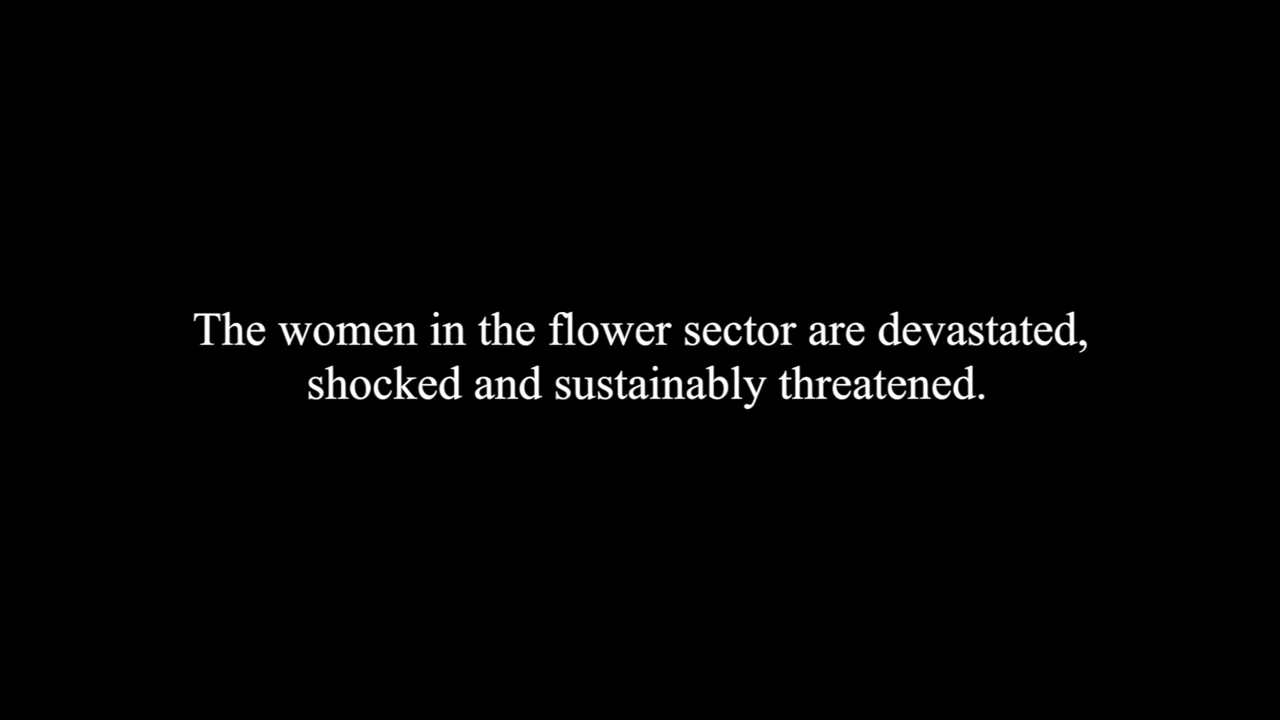 The women in the flower sector are devastated,
shocked and sustainably threatened.